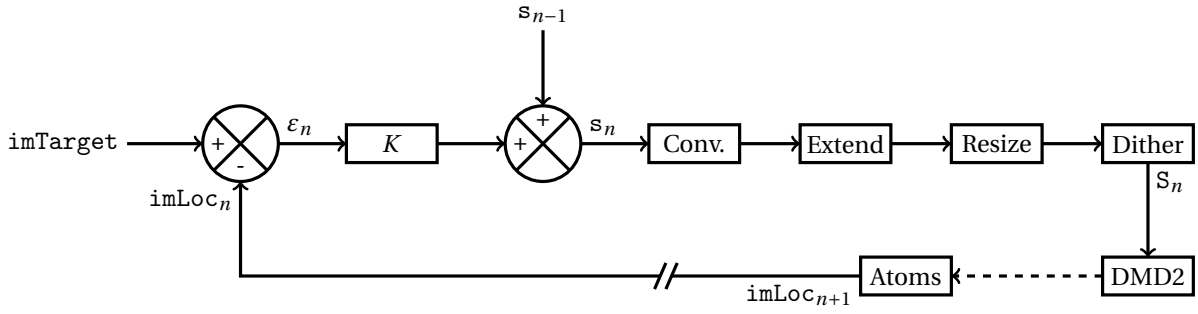 s_{n−1}
imTarget
+
-
ε_n
K
+
+
s_n
Conv.
Extend
Resize
Dither
imLoc_n
S_n
Atoms
DMD2
imLoc_{n+1}